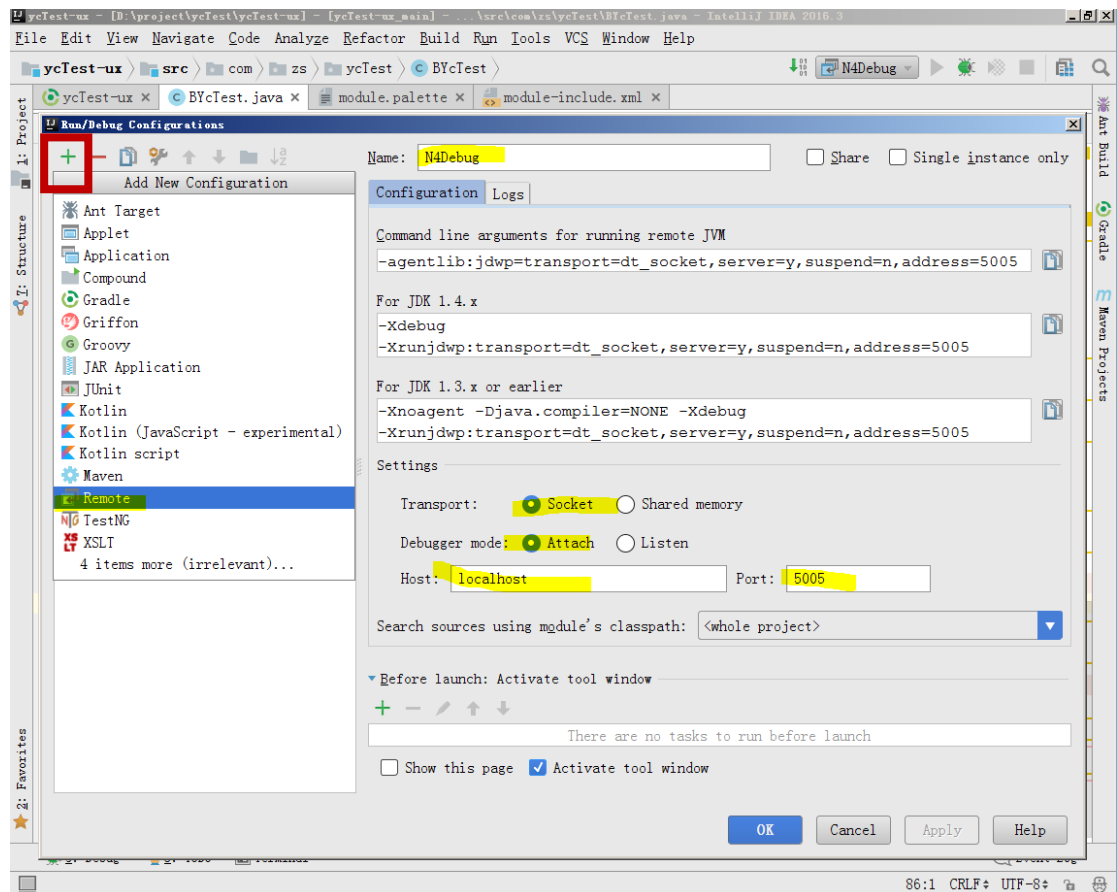 ycTest-ux - [D:\project\ycTest\ycTest-ux] - [ycTest-ux_main] - ...\src\com\zs\ycTest\BYcTest.java - IntelliJ IDEA 2016.3
File Edit View Navigate Code Analyze Refactor Build Run Tools VCS Window Help
ycTest-ux src com zs ycTest BYcTest N4Debug
ycTest-ux BYcTest.java module.palette module-include.xml
1: Project
7: Structure
2: Favorites
Ant Build
Gradle
Maven Projects
Run/Debug Configurations
Add New Configuration
Ant Target
Applet
Application
Compound
Gradle
Griffon
Groovy
JAR Application
JUnit
Kotlin
Kotlin (JavaScript - experimental)
Kotlin script
Maven
Remote
TestNG
XSLT
4 items more (irrelevant)...
Name: N4Debug Share Single instance only
Configuration Logs
Command line arguments for running remote JVM
-agentlib:jdwp=transport=dt_socket,server=y,suspend=n,address=5005
For JDK 1.4.x
-Xdebug
-Xrunjdwp:transport=dt_socket,server=y,suspend=n,address=5005
For JDK 1.3.x or earlier
-Xnoagent -Djava.compiler=NONE -Xdebug
-Xrunjdwp:transport=dt_socket,server=y,suspend=n,address=5005
Settings
Transport: Socket Shared memory
Debugger mode: Attach Listen
Host: localhost Port: 5005
Search sources using module's classpath: <whole project>
Before launch: Activate tool window
There are no tasks to run before launch
Show this page Activate tool window
OK Cancel Apply Help
86:1 CRLF UTF-8